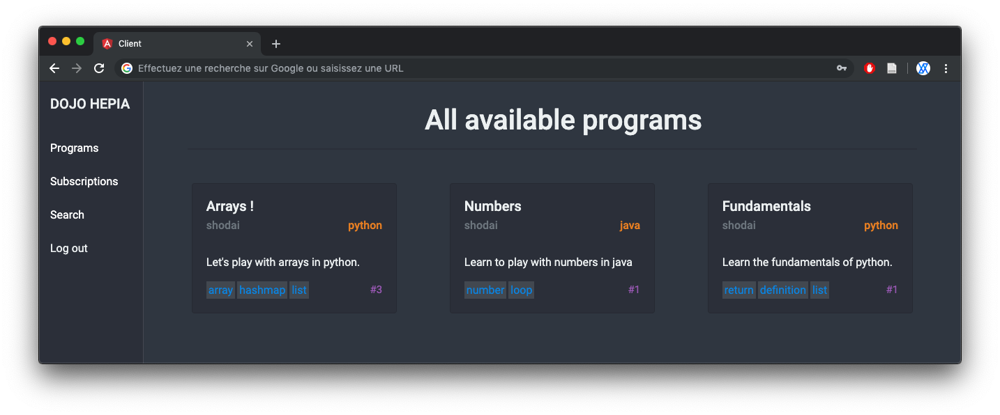 Client
Effectuez une recherche sur Google ou saisissez une URL
DOJO HEPIA
Programs
Subscriptions
Search
Log out
All available programs
Arrays !
shodai python
Let's play with arrays in python.
array hashmap list #3
Numbers
shodai java
Learn to play with numbers in java
number loop #1
Fundamentals
shodai python
Learn the fundamentals of python.
return definition list #1